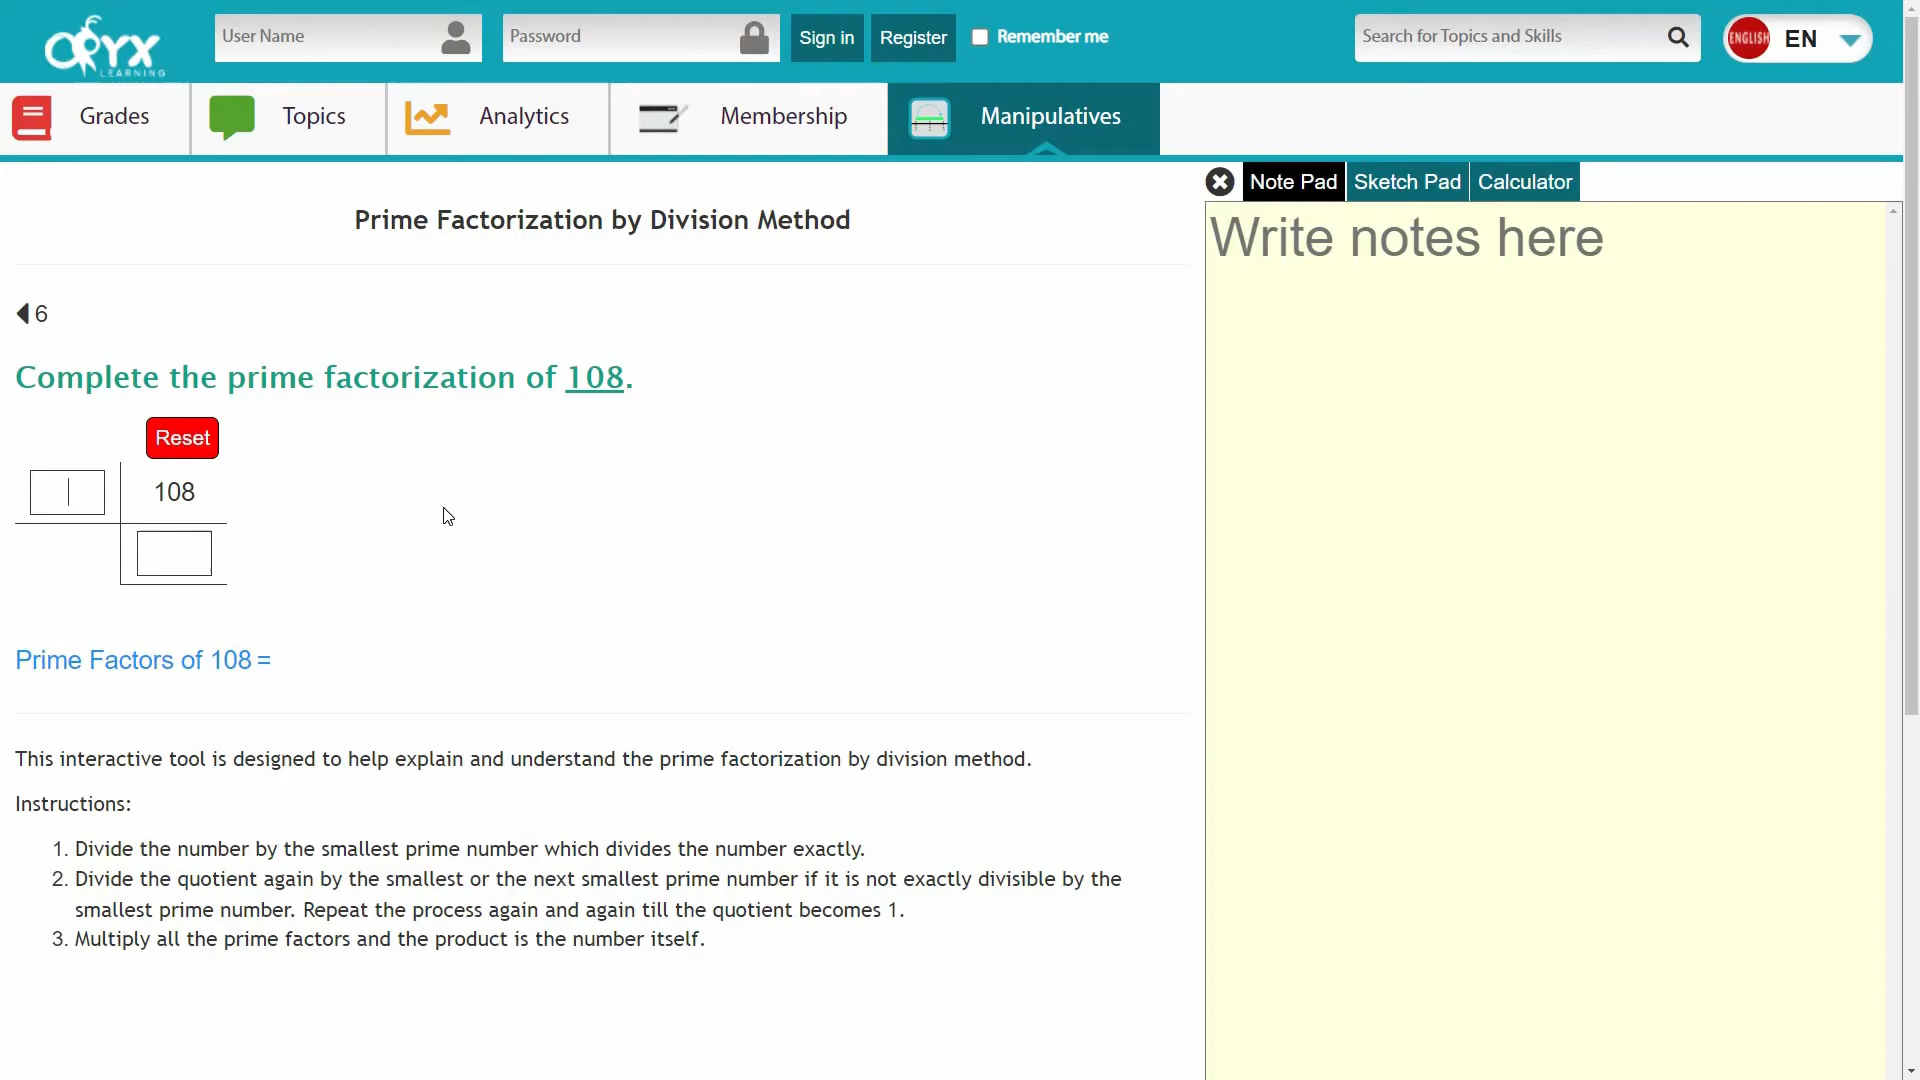 ORYX
LEARNING
User Name
Password
Sign in
Register
Remember me
Search for Topics and Skills
ENGLISH
EN
Grades
Topics
Analytics
Membership
Manipulatives
Note Pad
Sketch Pad
Calculator
Prime Factorization by Division Method
Write notes here
6
Complete the prime factorization of 108.
Reset
108
Prime Factors of 108 =
This interactive tool is designed to help explain and understand the prime factorization by division method.
Instructions:
1. Divide the number by the smallest prime number which divides the number exactly.
2. Divide the quotient again by the smallest or the next smallest prime number if it is not exactly divisible by the
smallest prime number. Repeat the process again and again till the quotient becomes 1.
3. Multiply all the prime factors and the product is the number itself.